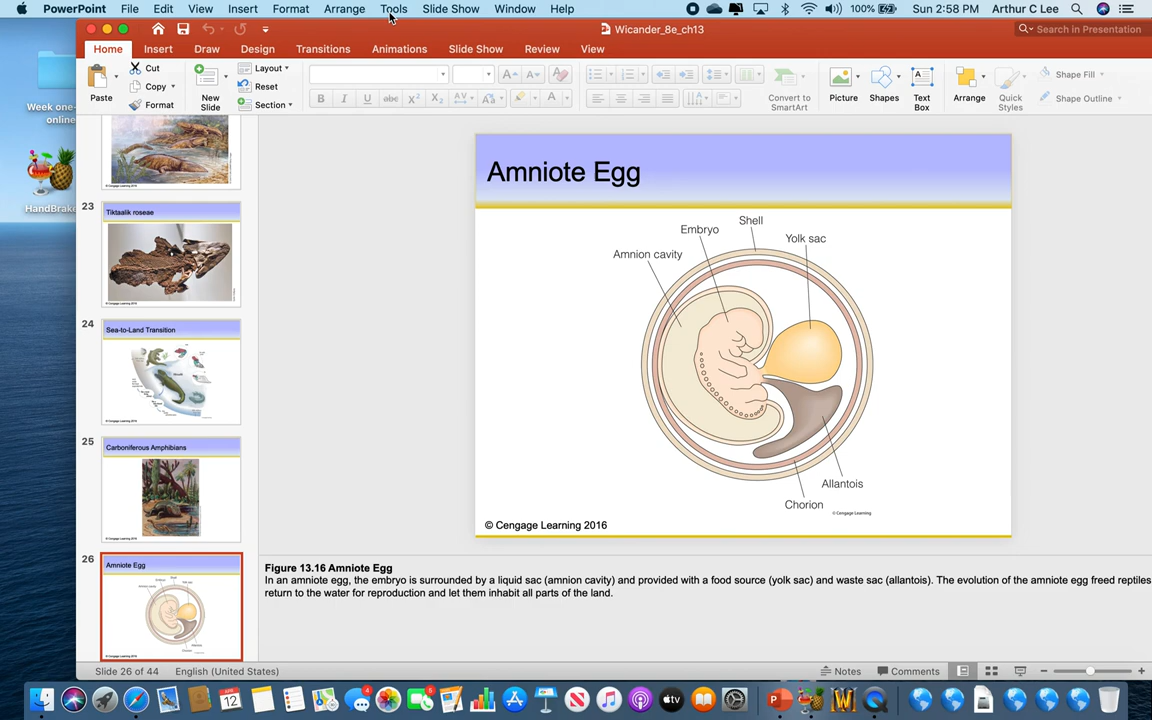 PowerPoint File Edit View Insert Format Arrange Tools Slide Show Window Help 100% Sun 2:58 PM Arthur C Lee
Wicander_8e_ch13 Search in Presentation
Home Insert Draw Design Transitions Animations Slide Show Review View
Paste Cut Copy Format New Slide Layout Reset Section
Convert to SmartArt Picture Shapes Text Box Arrange Quick Styles Shape Fill Shape Outline
Week one-
online
HandBrake
23 Tiktaalik roseae
24 Sea-to-Land Transition
25 Carboniferous Amphibians
26 Amniote Egg
Amniote Egg
Shell
Embryo
Yolk sac
Amnion cavity
Allantois
Chorion
© Cengage Learning
© Cengage Learning 2016
Figure 13.16 Amniote Egg
In an amniote egg, the embryo is surrounded by a liquid sac (amnion cavity) and provided with a food source (yolk sac) and waste sac (allantois). The evolution of the amniote egg freed reptiles
return to the water for reproduction and let them inhabit all parts of the land.
Slide 26 of 44 English (United States) Notes Comments